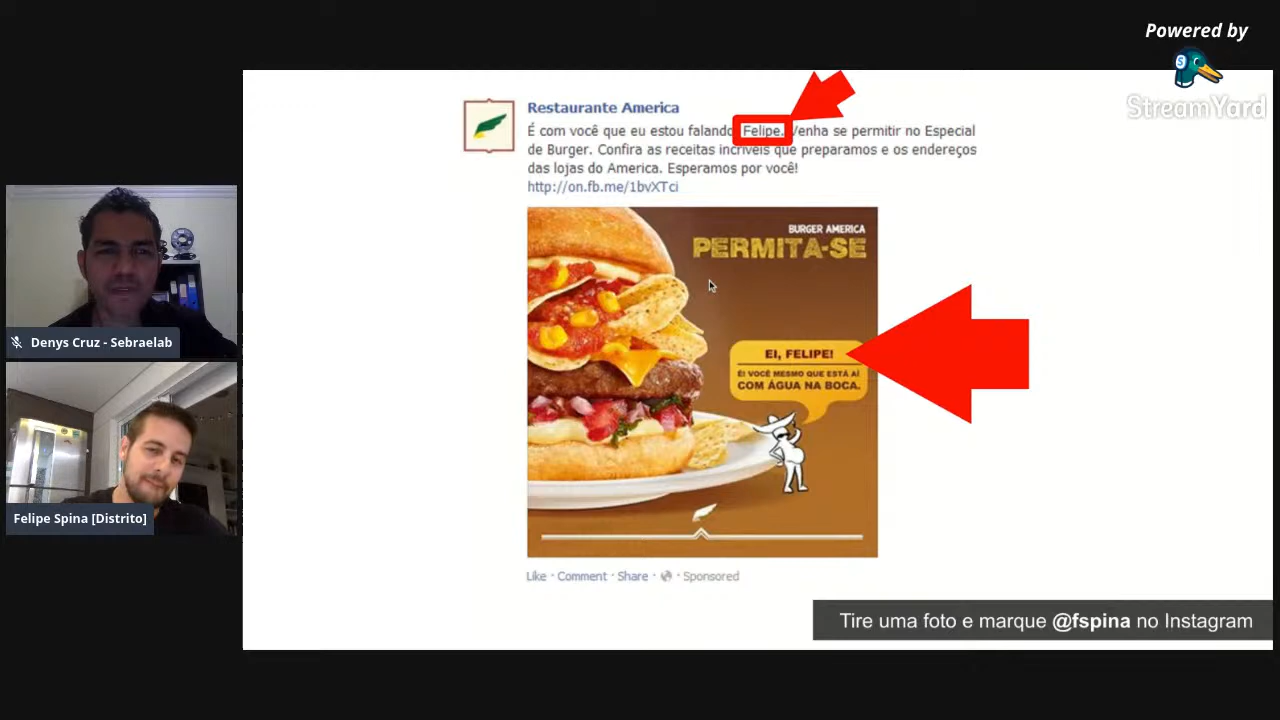 Powered by
StreamYard
Restaurante America
É com você que eu estou falando Felipe. Venha se permitir no Especial
de Burger. Confira as receitas incríveis que preparamos e os endereços
das lojas do America. Esperamos por você!
http://on.fb.me/1bvXTci
BURGER AMERICA
PERMITA-SE
EI, FELIPE!
É! VOCÊ MESMO QUE ESTÁ AÍ
COM ÁGUA NA BOCA.
Like · Comment · Share · Sponsored
Denys Cruz - Sebraelab
Felipe Spina [Distrito]
Tire uma foto e marque @fspina no Instagram